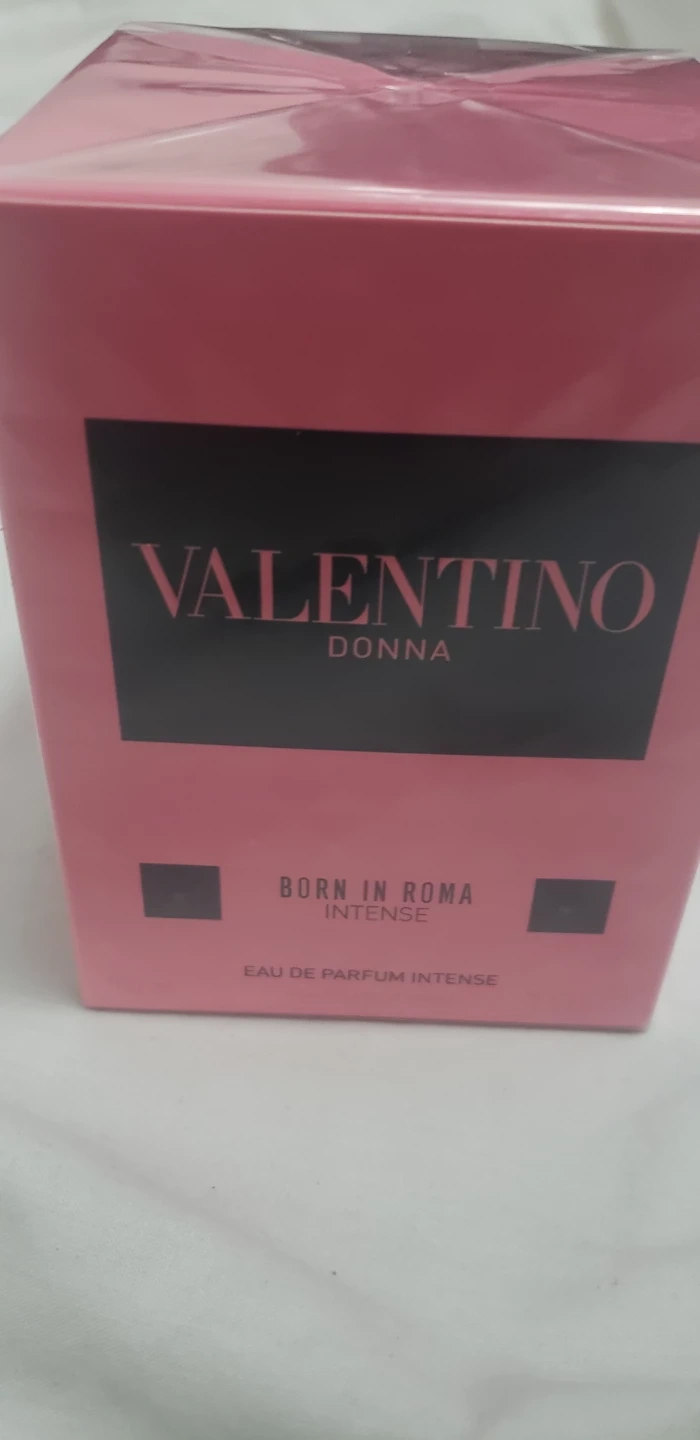 VALENTINO
DONNA
BORN IN ROMA
INTENSE
EAU DE PARFUM INTENSE